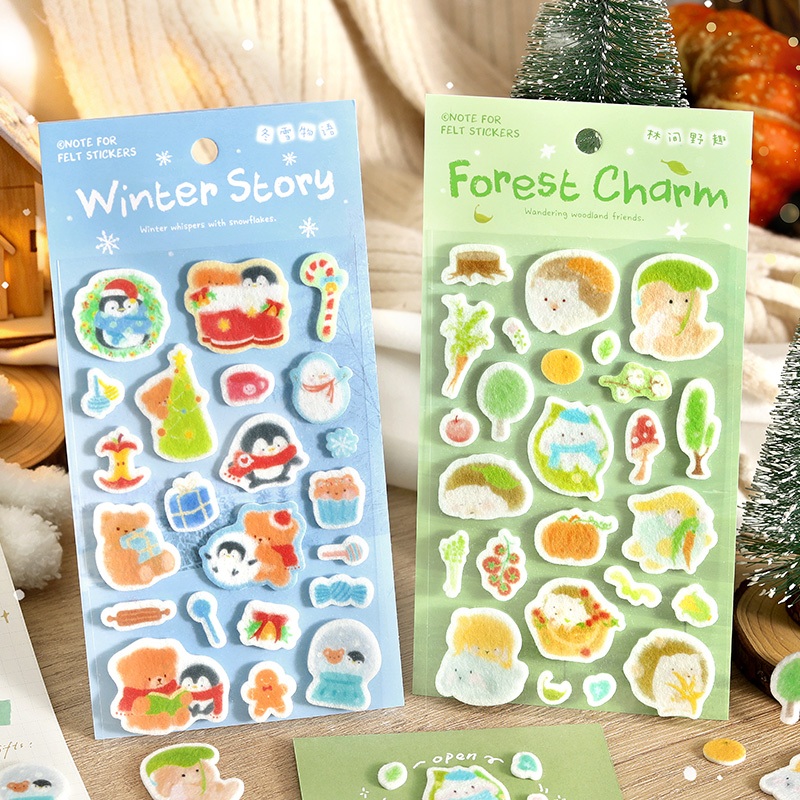 ©NOTE FOR
FELT STICKERS
冬雪物语
Winter Story
Winter whispers with snowflakes.
©NOTE FOR
FELT STICKERS
林间野趣
Forest Charm
Wandering woodland friends.
open